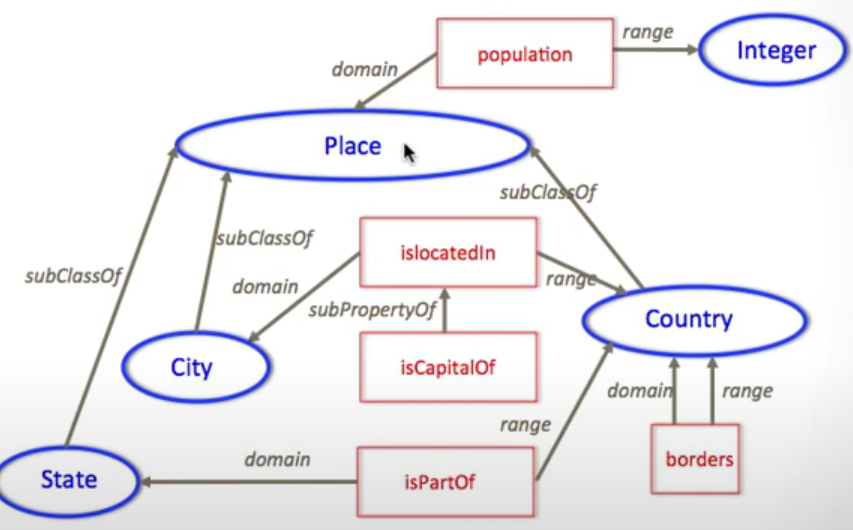 population
range
Integer
domain
Place
subClassOf
subClassOf
islocatedIn
subClassOf
domain
range
subPropertyOf
Country
City
isCapitalOf
domain
range
range
borders
domain
State
isPartOf